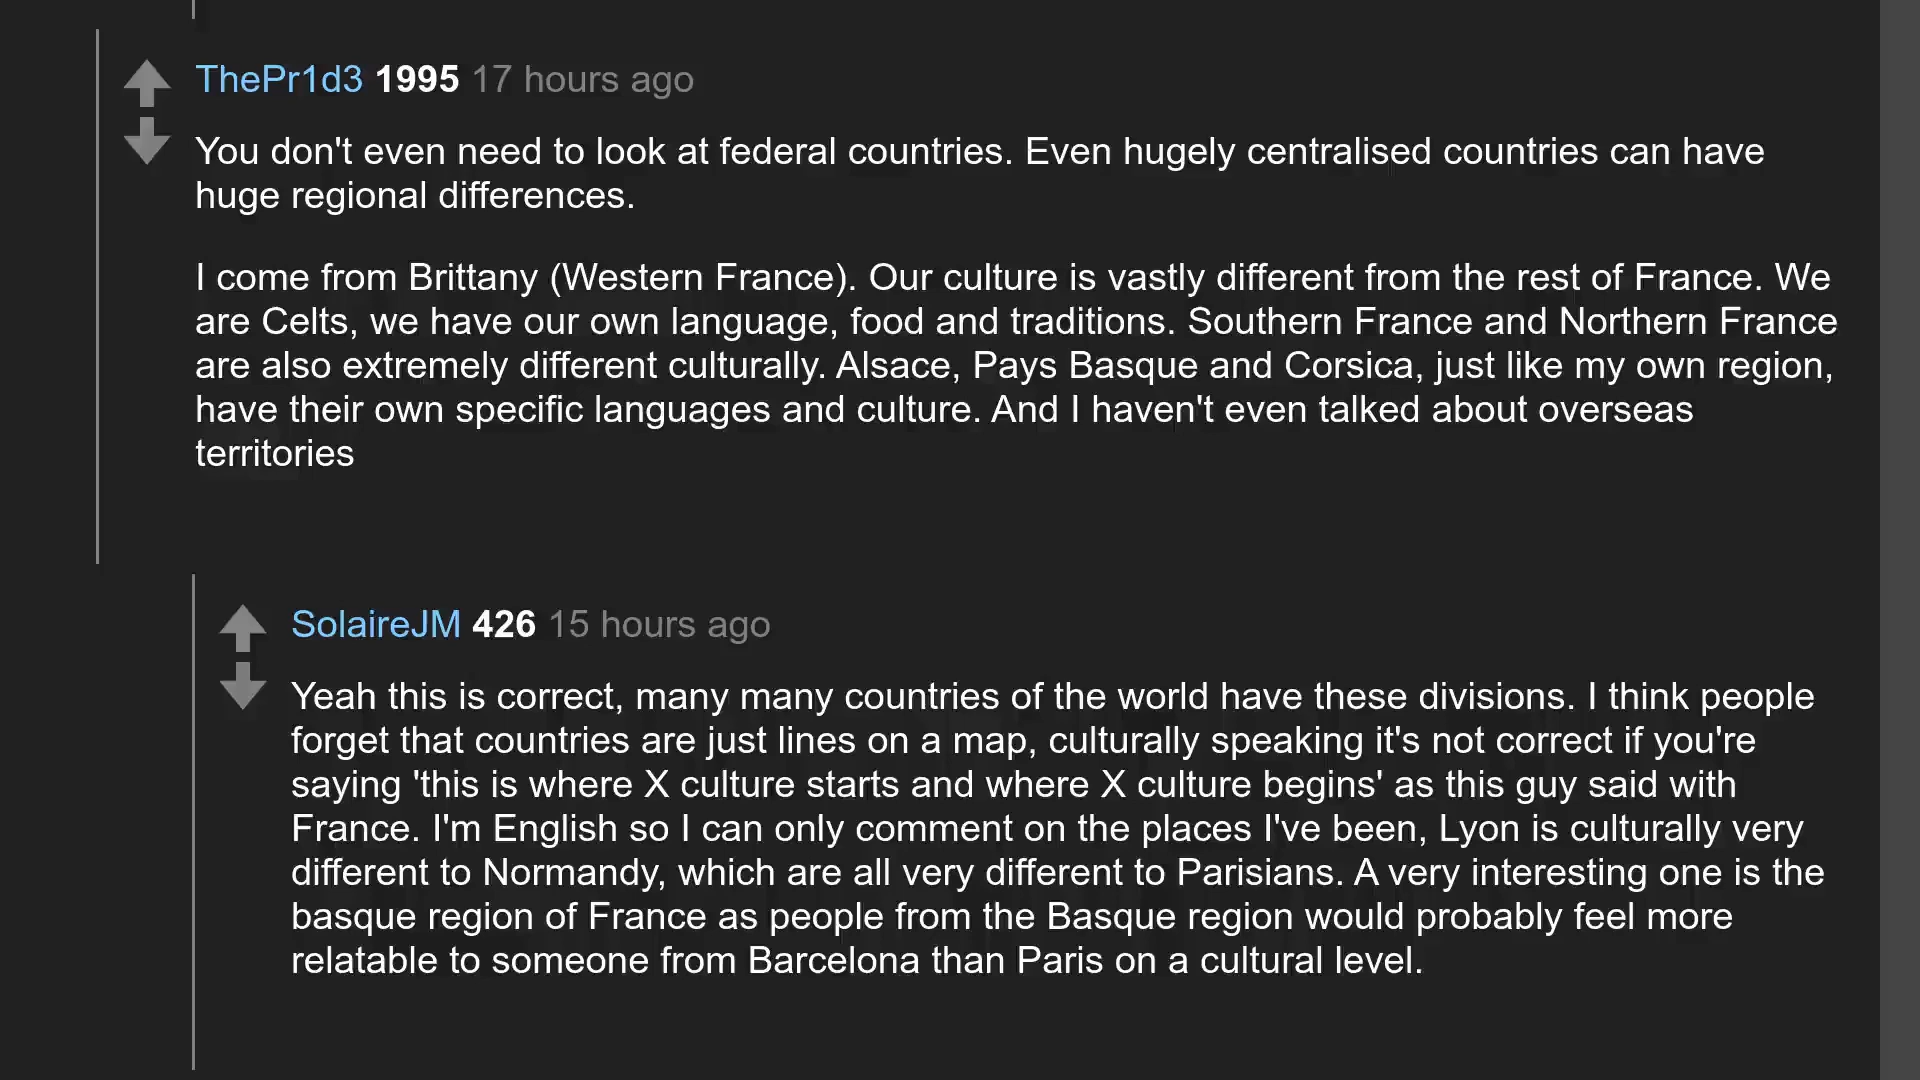 ThePr1d3 1995 17 hours ago
You don't even need to look at federal countries. Even hugely centralised countries can have
huge regional differences.
I come from Brittany (Western France). Our culture is vastly different from the rest of France. We
are Celts, we have our own language, food and traditions. Southern France and Northern France
are also extremely different culturally. Alsace, Pays Basque and Corsica, just like my own region,
have their own specific languages and culture. And I haven't even talked about overseas
territories
SolaireJM 426 15 hours ago
Yeah this is correct, many many countries of the world have these divisions. I think people
forget that countries are just lines on a map, culturally speaking it's not correct if you're
saying 'this is where X culture starts and where X culture begins' as this guy said with
France. I'm English so I can only comment on the places I've been, Lyon is culturally very
different to Normandy, which are all very different to Parisians. A very interesting one is the
basque region of France as people from the Basque region would probably feel more
relatable to someone from Barcelona than Paris on a cultural level.